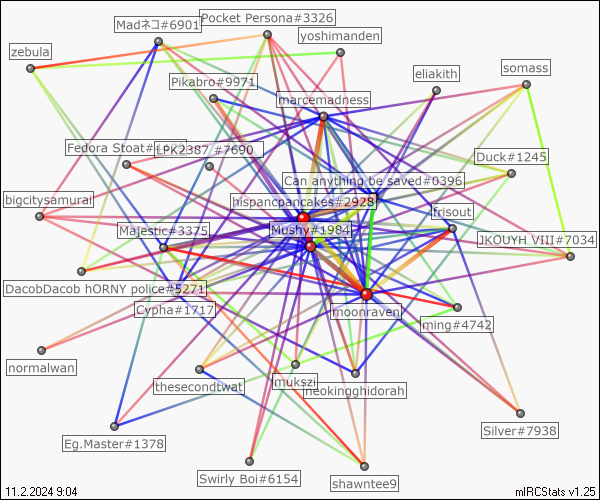 Madネコ#6901
Pocket Persona#3326
yoshimanden
zebula
Pikabro#9971
eliakith
somass
marcemadness
Fedora Stoat#
LPK2387 #7690
Duck#1245
Can anything be saved#0396
bigcitysamurai
hispancpancakes#2928
frisout
Majestic#3375
Mushy#1984
JKOUYH VIII#7034
DacobDacob hORNY police#5271
Cypha#1717
moonraven
ming#4742
normalwan
thesecondtwat
mukszi
neokingghidorah
Eg.Master#1378
Silver#7938
Swirly Boi#6154
shawntee9
11.2.2024 9:04
mIRCStats v1.25